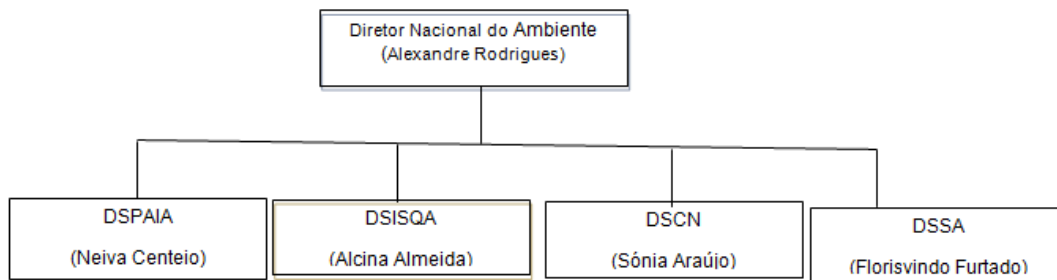 Diretor Nacional do Ambiente
(Alexandre Rodrigues)
DSPAIA
(Neiva Centeio)
DSISQA
(Alcina Almeida)
DSCN
(Sónia Araújo)
DSSA
(Florisvindo Furtado)